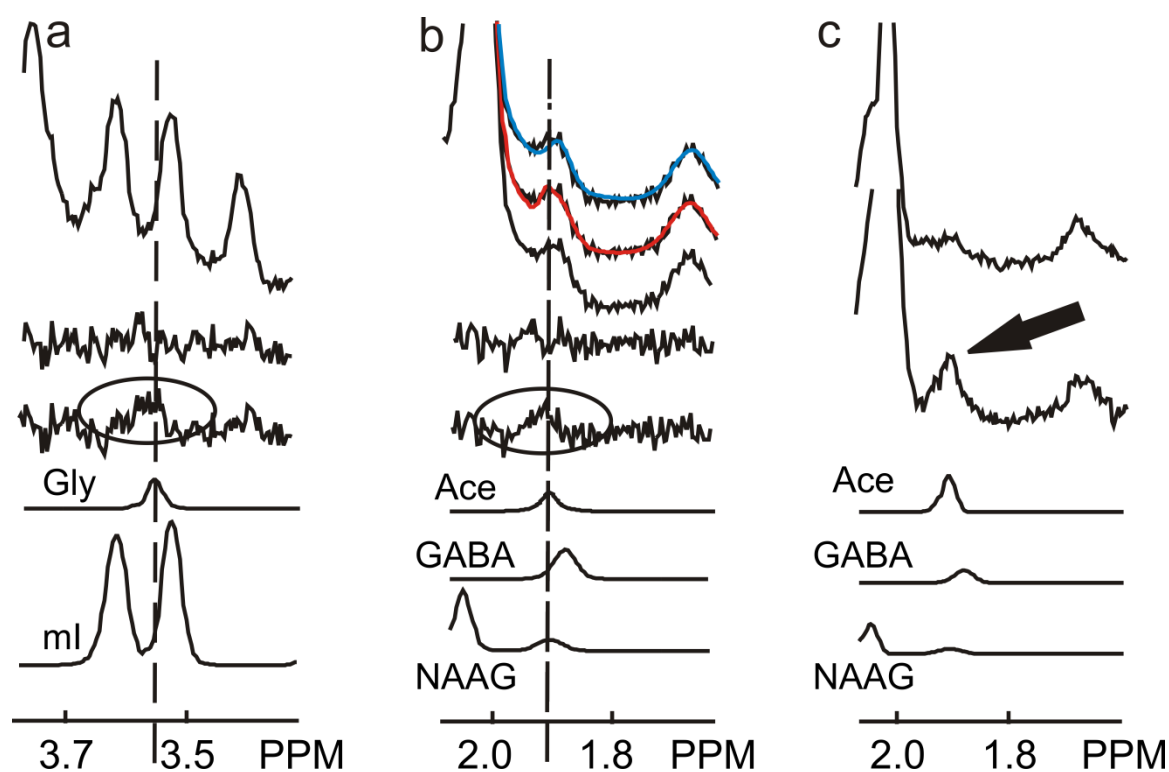 a
Gly
mI
3.7 3.5 PPM
b
Ace
GABA
NAAG
2.0 1.8 PPM
c
Ace
GABA
NAAG
2.0 1.8 PPM